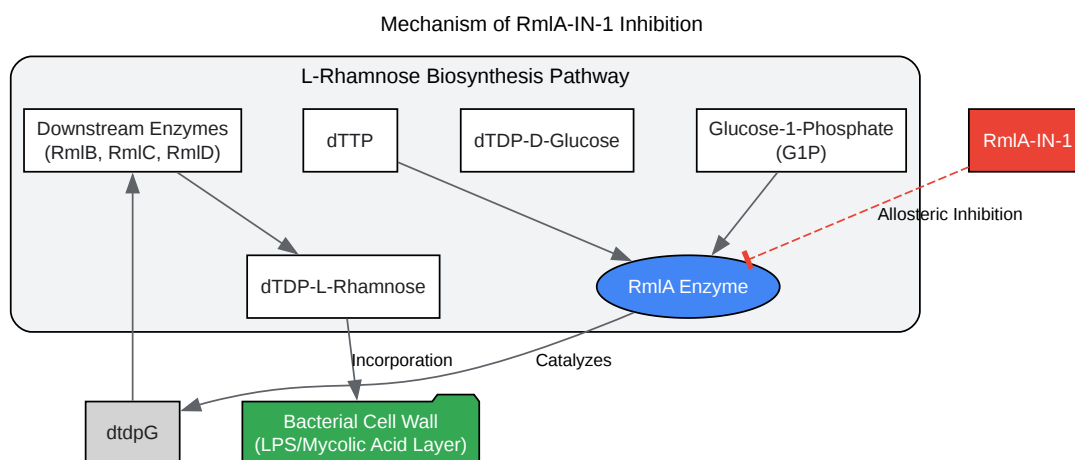 Mechanism of RmlA-IN-1 Inhibition
L-Rhamnose Biosynthesis Pathway
Downstream Enzymes
(RmlB, RmlC, RmlD)
dTTP
dTDP-D-Glucose
Glucose-1-Phosphate
(G1P)
RmlA-IN-1
Allosteric Inhibition
dTDP-L-Rhamnose
RmlA Enzyme
Incorporation
Catalyzes
dtdpG
Bacterial Cell Wall
(LPS/Mycolic Acid Layer)